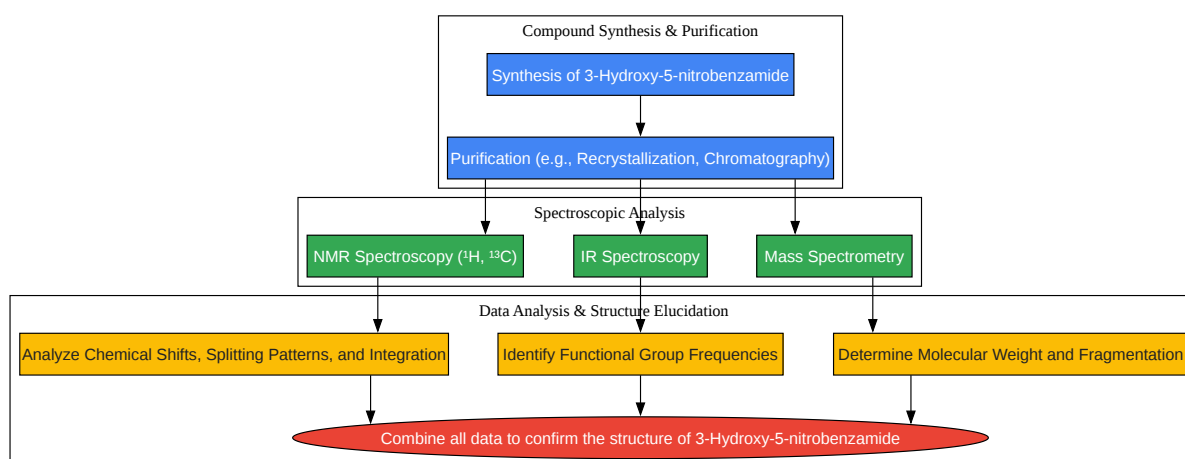 Compound Synthesis & Purification
Synthesis of 3-Hydroxy-5-nitrobenzamide
Purification (e.g., Recrystallization, Chromatography)
Spectroscopic Analysis
NMR Spectroscopy (¹H, ¹³C)
IR Spectroscopy
Mass Spectrometry
Data Analysis & Structure Elucidation
Analyze Chemical Shifts, Splitting Patterns, and Integration
Identify Functional Group Frequencies
Determine Molecular Weight and Fragmentation
Combine all data to confirm the structure of 3-Hydroxy-5-nitrobenzamide